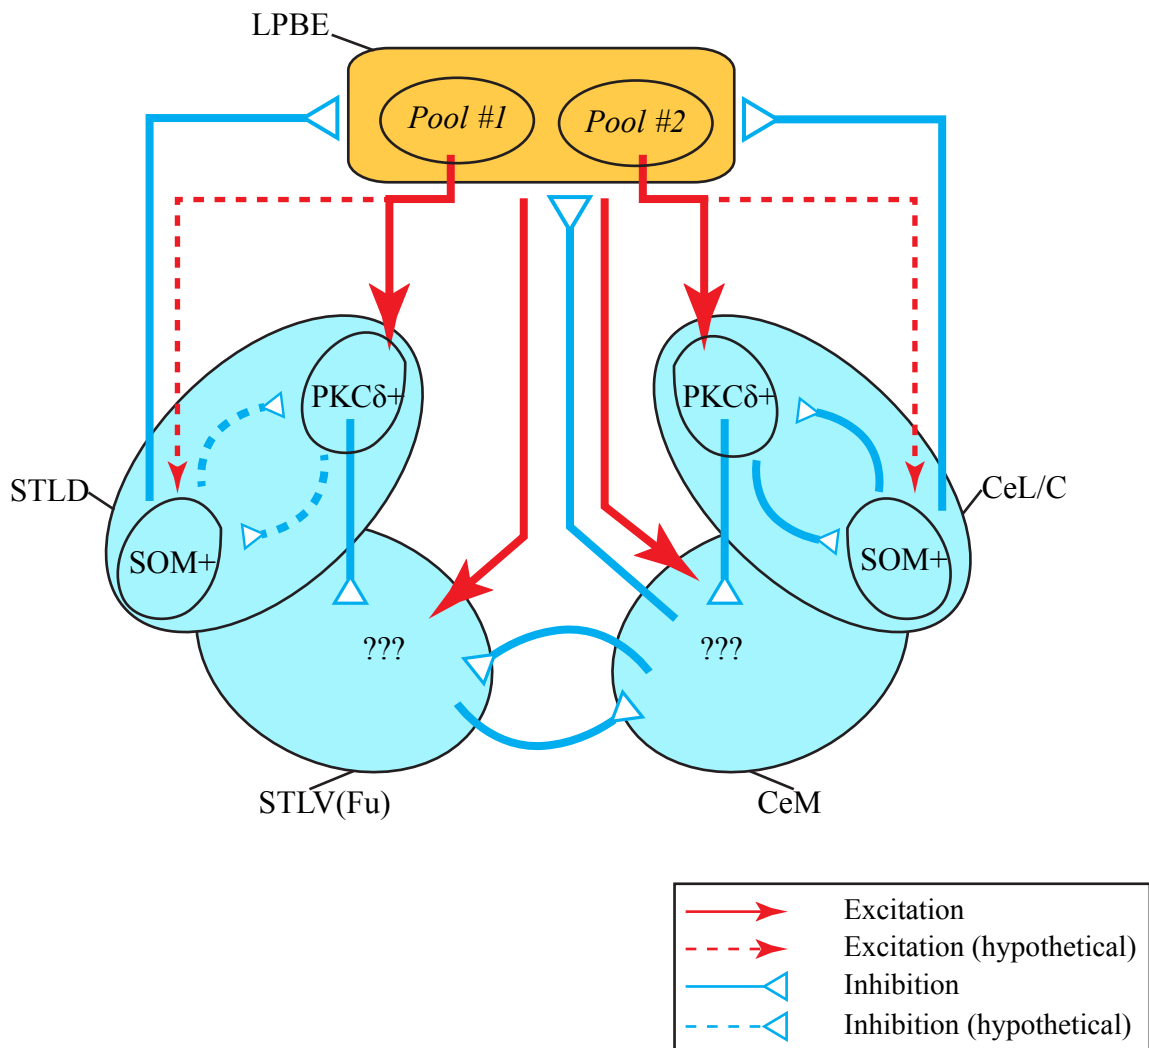 LPBE
Pool #1
Pool #2
PKCδ+
PKCδ+
STLD
CeL/C
SOM+
SOM+
???
???
STLV(Fu)
CeM
Excitation
Excitation (hypothetical)
Inhibition
Inhibition (hypothetical)